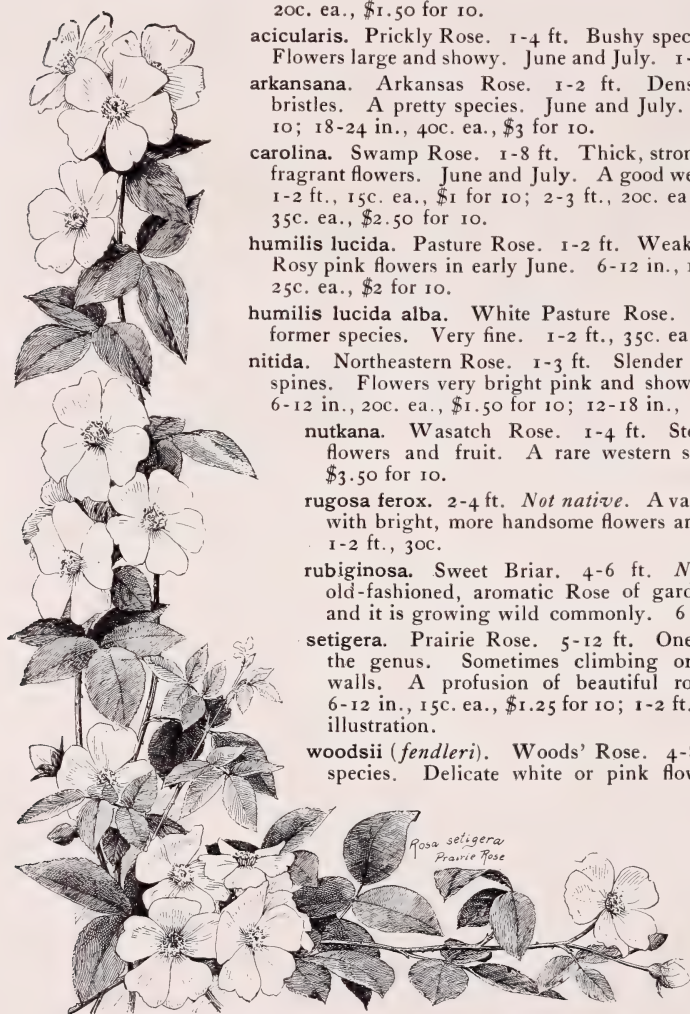 20c. ea., $1.50 for 10.
acicularis. Prickly Rose. 1-4 ft. Bushy spec
Flowers large and showy. June and July. 1-
arkansana. Arkansas Rose. 1-2 ft. Dens
bristles. A pretty species. June and July.
10; 18-24 in., 40c. ea., $3 for 10.
carolina. Swamp Rose. 1-8 ft. Thick, stron
fragrant flowers. June and July. A good we
1-2 ft., 15c. ea., $1 for 10; 2-3 ft., 20c. ea
35c. ea., $2.50 for 10.
humilis lucida. Pasture Rose. 1-2 ft. Weak
Rosy pink flowers in early June. 6-12 in., 1
25c. ea., $2 for 10.
humilis lucida alba. White Pasture Rose.
former species. Very fine. 1-2 ft., 35c. ea
nitida. Northeastern Rose. 1-3 ft. Slender
spines. Flowers very bright pink and show
6-12 in., 20c. ea., $1.50 for 10; 12-18 in.,
nutkana. Wasatch Rose. 1-4 ft. Ste
flowers and fruit. A rare western s
$3.50 for 10.
rugosa ferox. 2-4 ft. Not native. A va
with bright, more handsome flowers an
1-2 ft., 30c.
rubiginosa. Sweet Briar. 4-6 ft. N
old-fashioned, aromatic Rose of gard
and it is growing wild commonly. 6
setigera. Prairie Rose. 5-12 ft. One
the genus. Sometimes climbing or
walls. A profusion of beautiful ro
6-12 in., 15c. ea., $1.25 for 10; 1-2 ft.
illustration.
woodsii (fendleri). Woods' Rose. 4-
species. Delicate white or pink flow
Rosa setigera
Prairie Rose